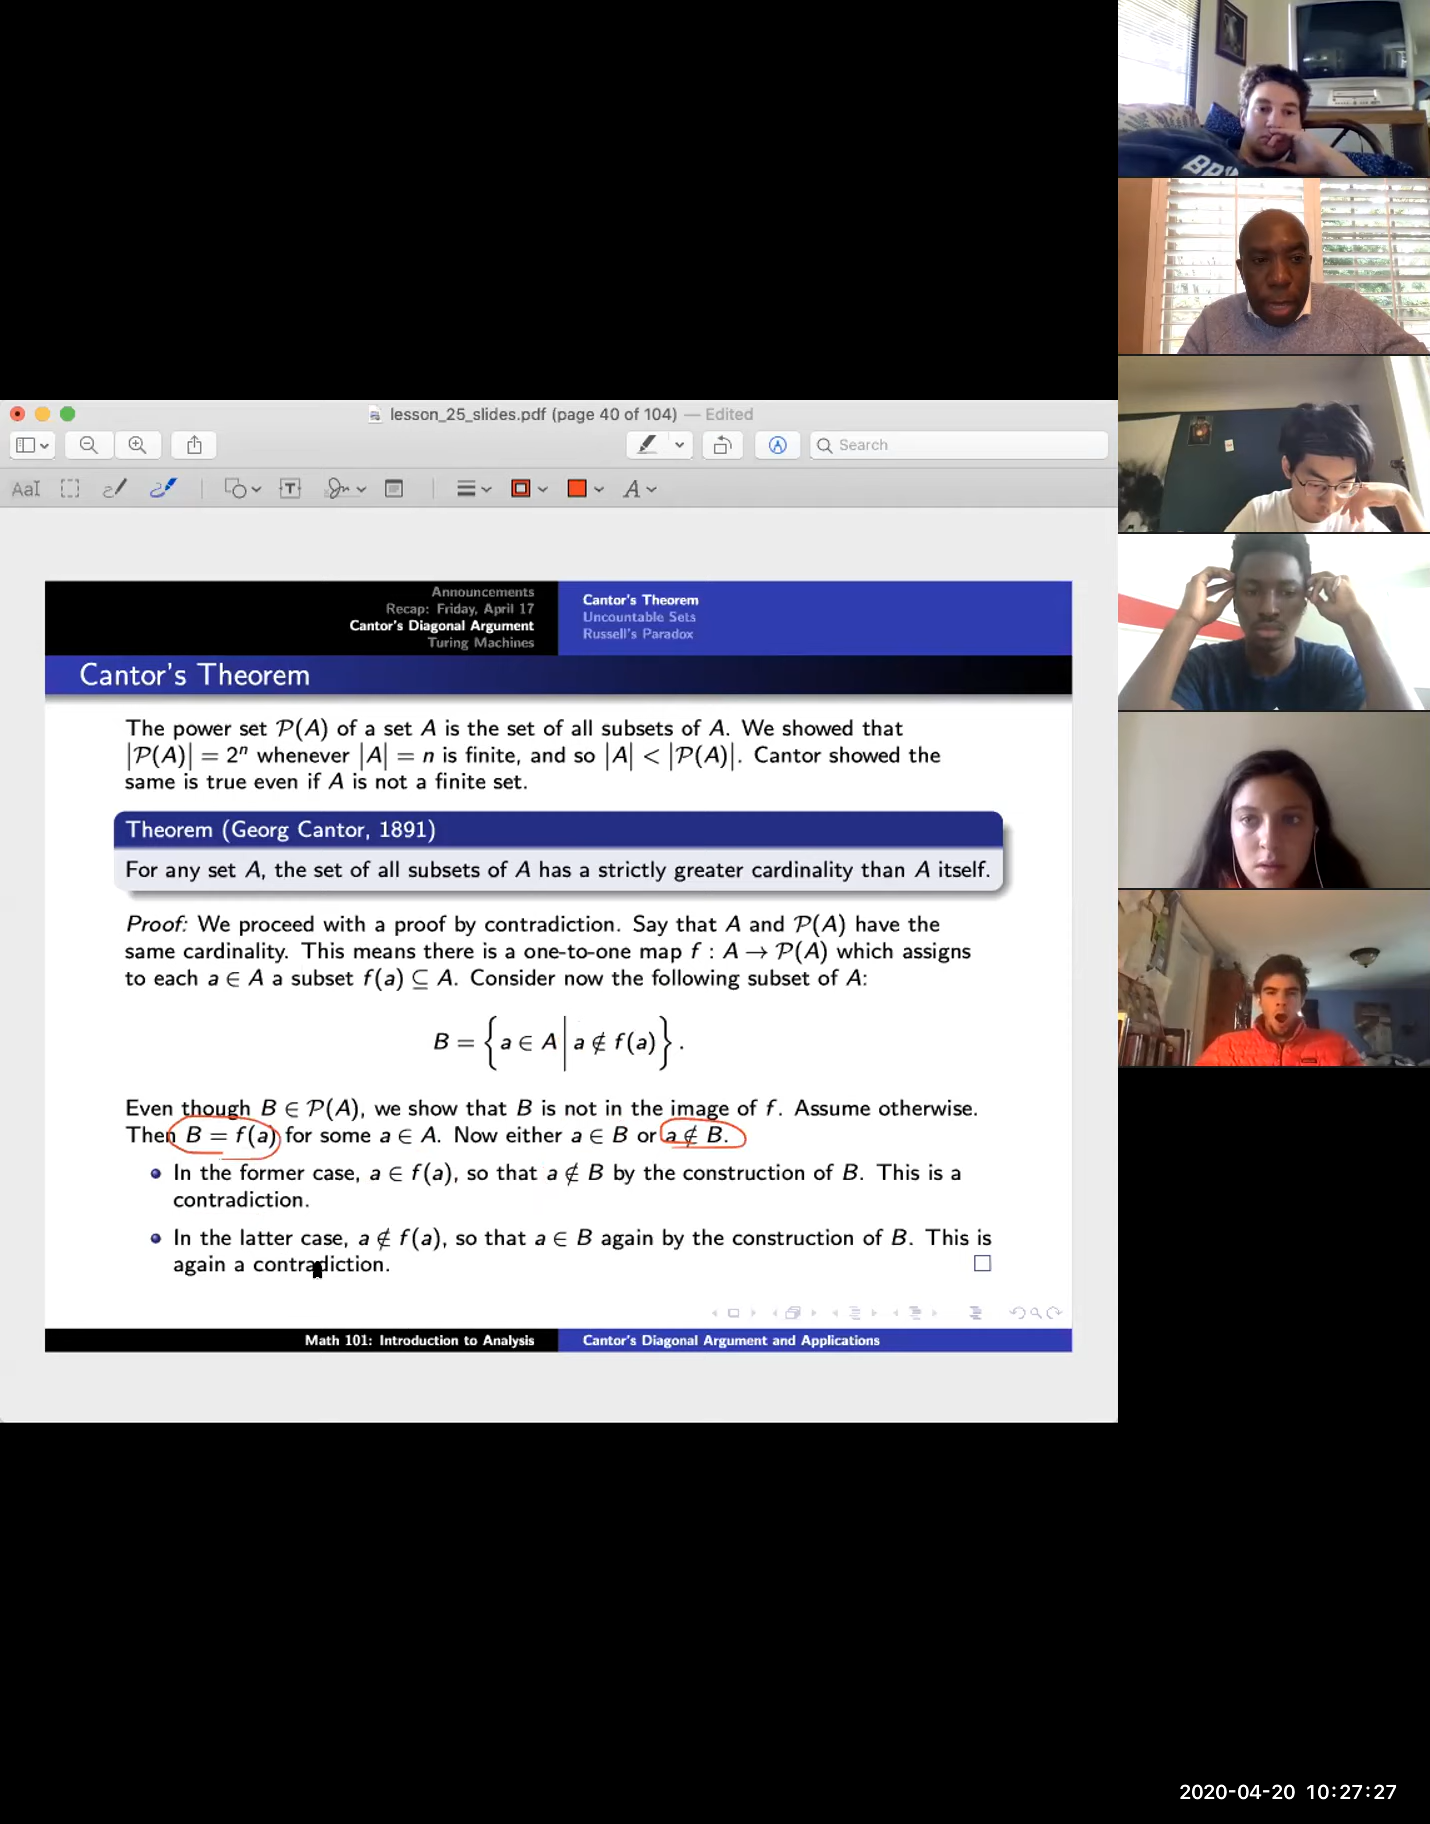 lesson_25_slides.pdf (page 40 of 104) — Edited
Search
AaI
T
A
Announcements
Recap: Friday, April 17
Cantor's Diagonal Argument
Turing Machines
Cantor's Theorem
Uncountable Sets
Russell's Paradox
Cantor's Theorem
The power set 𝒫(A) of a set A is the set of all subsets of A. We showed that
|𝒫(A)| = 2ⁿ whenever |A| = n is finite, and so |A| < |𝒫(A)|. Cantor showed the
same is true even if A is not a finite set.
Theorem (Georg Cantor, 1891)
For any set A, the set of all subsets of A has a strictly greater cardinality than A itself.
Proof: We proceed with a proof by contradiction. Say that A and 𝒫(A) have the
same cardinality. This means there is a one-to-one map f : A → 𝒫(A) which assigns
to each a ∈ A a subset f(a) ⊆ A. Consider now the following subset of A:
B = { a ∈ A | a ∉ f(a) } .
Even though B ∈ 𝒫(A), we show that B is not in the image of f. Assume otherwise.
Then B = f(a) for some a ∈ A. Now either a ∈ B or a ∉ B.
• In the former case, a ∈ f(a), so that a ∉ B by the construction of B. This is a
contradiction.
• In the latter case, a ∉ f(a), so that a ∈ B again by the construction of B. This is
again a contradiction. □
Math 101: Introduction to Analysis
Cantor's Diagonal Argument and Applications
2020-04-20 10:27:27